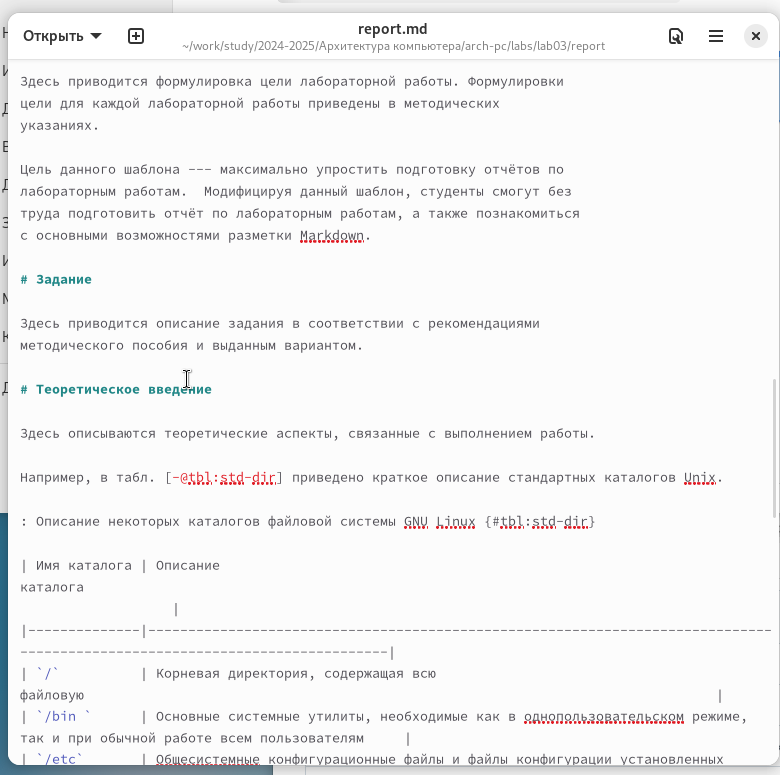 Открыть
report.md
~/work/study/2024-2025/Архитектура компьютера/arch-pc/labs/lab03/report
Здесь приводится формулировка цели лабораторной работы. Формулировки
цели для каждой лабораторной работы приведены в методических
указаниях.
Цель данного шаблона --- максимально упростить подготовку отчётов по
лабораторным работам.  Модифицируя данный шаблон, студенты смогут без
труда подготовить отчёт по лабораторным работам, а также познакомиться
с основными возможностями разметки Markdown.
# Задание
Здесь приводится описание задания в соответствии с рекомендациями
методического пособия и выданным вариантом.
# Теоретическое введение
Здесь описываются теоретические аспекты, связанные с выполнением работы.
Например, в табл. [-@tbl:std-dir] приведено краткое описание стандартных каталогов Unix.
: Описание некоторых каталогов файловой системы GNU Linux {#tbl:std-dir}
| Имя каталога | Описание
каталога
|
|--------------|------------------------------------------------------------------------------
----------------------------------------------|
| `/`          | Корневая директория, содержащая всю
файловую                                                                               |
| `/bin `      | Основные системные утилиты, необходимые как в однопользовательском режиме,
так и при обычной работе всем пользователям     |
| `/etc`       | Общесистемные конфигурационные файлы и файлы конфигурации установленных